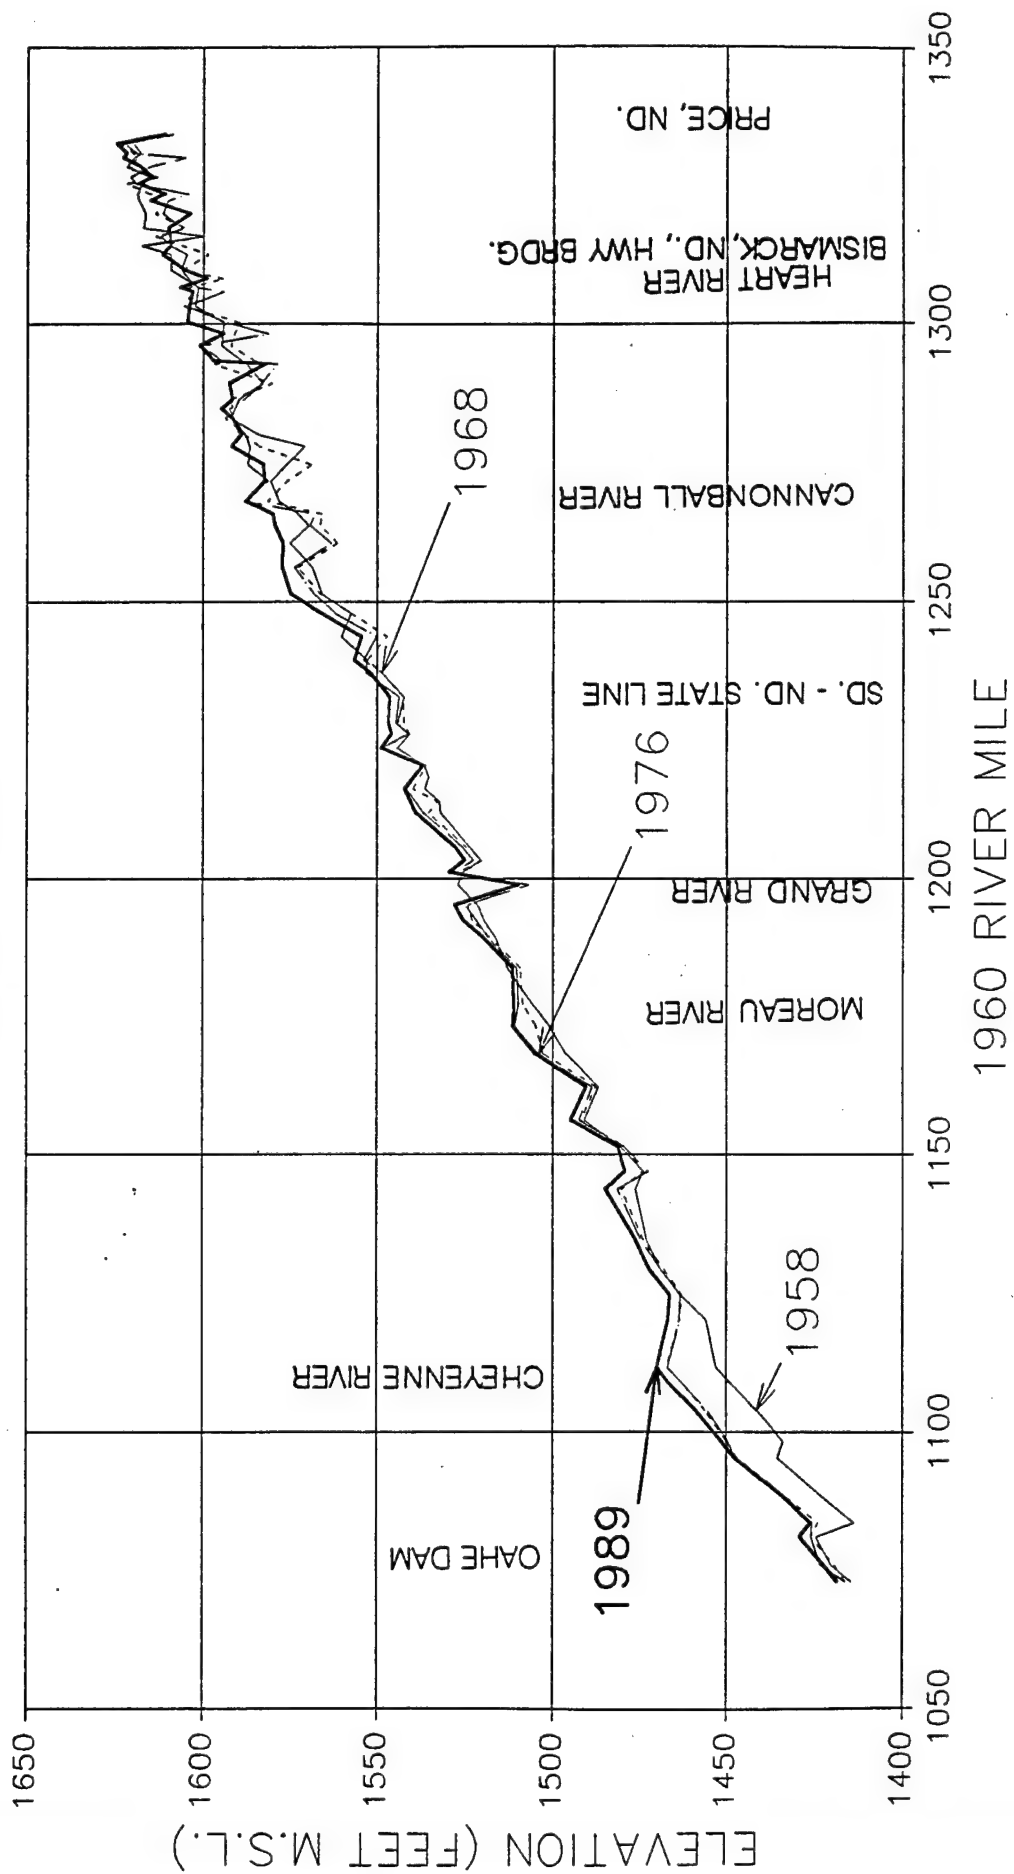 ELEVATION (FEET M.S.L.)
1650
1600
1550
1500
1450
1400
1050
1100
1150
1200
1250
1300
1350
1960 RIVER MILE
OAHE DAM
CHEYENNE RIVER
MOREAU RIVER
GRAND RIVER
SD. - ND. STATE LINE
CANNONBALL RIVER
HEART RIVER
BISMARCK, ND., HWY BRDG.
PRICE, ND.
1989
1958
1976
1968